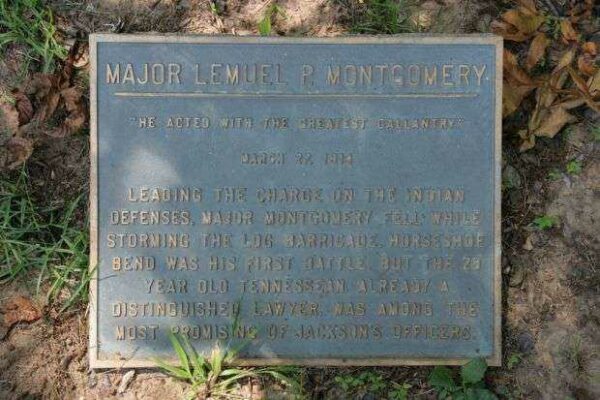 MAJOR LEMUEL P. MONTGOMERY
"HE ACTED WITH THE GREATEST GALLANTRY"
MARCH 27, 1814
LEADING THE CHARGE ON THE INDIAN
DEFENSES, MAJOR MONTGOMERY FELL WHILE
STORMING THE LOG BARRICADE. HORSESHOE
BEND WAS HIS FIRST BATTLE, BUT THE
YEAR OLD TENNESSEAN, ALREADY A
DISTINGUISHED LAWYER, WAS AMONG THE
MOST PROMISING OF JACKSON'S OFFICERS.